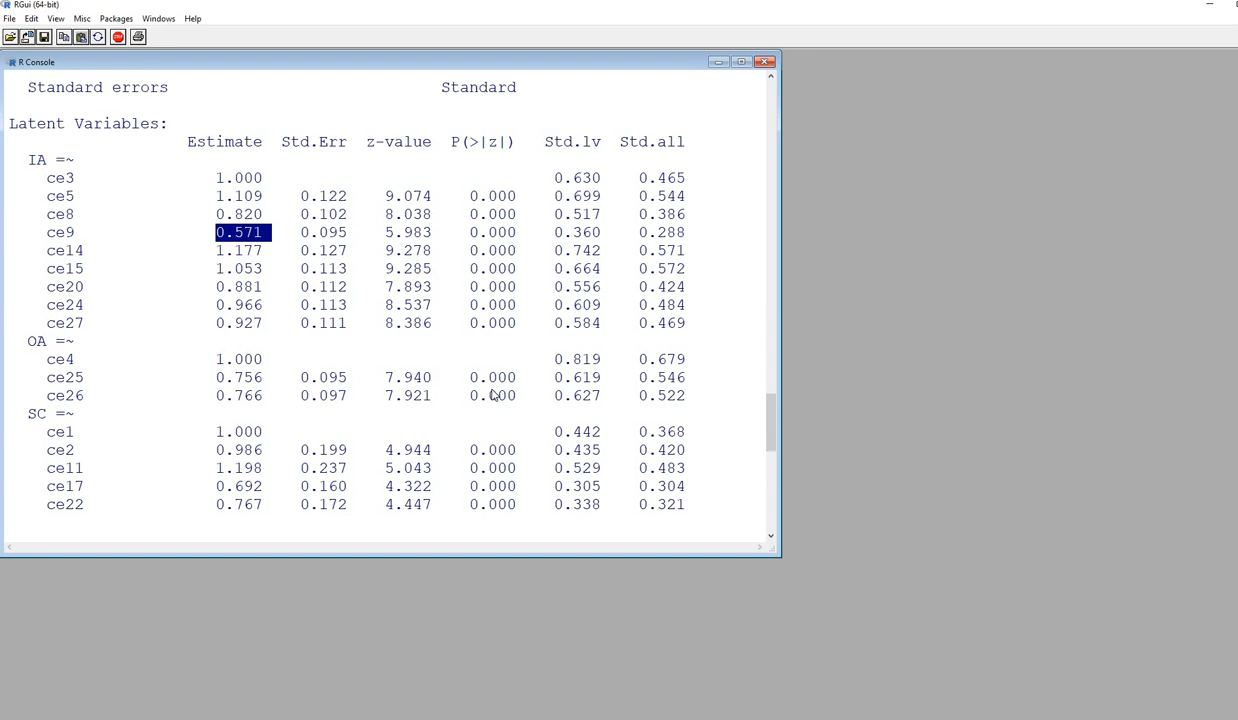 RGui (64-bit)
File Edit View Misc Packages Windows Help
R Console
Standard errors Standard
Latent Variables:
Estimate Std.Err z-value P(>|z|) Std.lv Std.all
IA =~
ce3 1.000 0.630 0.465
ce5 1.109 0.122 9.074 0.000 0.699 0.544
ce8 0.820 0.102 8.038 0.000 0.517 0.386
ce9 0.571 0.095 5.983 0.000 0.360 0.288
ce14 1.177 0.127 9.278 0.000 0.742 0.571
ce15 1.053 0.113 9.285 0.000 0.664 0.572
ce20 0.881 0.112 7.893 0.000 0.556 0.424
ce24 0.966 0.113 8.537 0.000 0.609 0.484
ce27 0.927 0.111 8.386 0.000 0.584 0.469
OA =~
ce4 1.000 0.819 0.679
ce25 0.756 0.095 7.940 0.000 0.619 0.546
ce26 0.766 0.097 7.921 0.000 0.627 0.522
SC =~
ce1 1.000 0.442 0.368
ce2 0.986 0.199 4.944 0.000 0.435 0.420
ce11 1.198 0.237 5.043 0.000 0.529 0.483
ce17 0.692 0.160 4.322 0.000 0.305 0.304
ce22 0.767 0.172 4.447 0.000 0.338 0.321